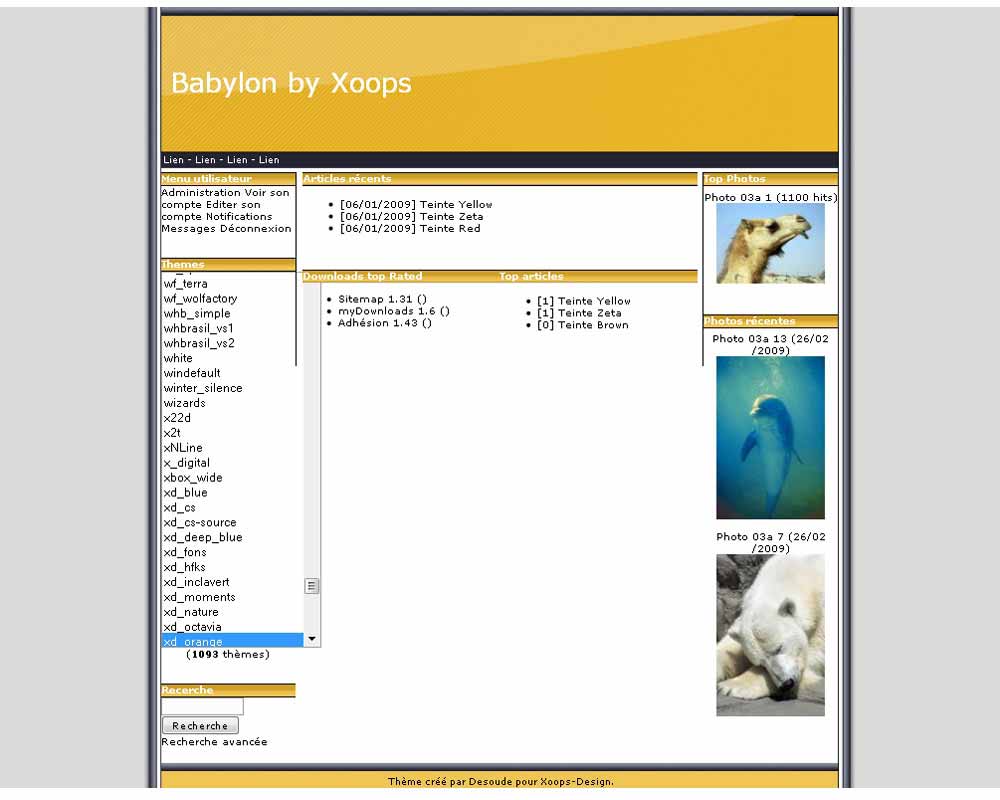 Babylon by Xoops
Lien - Lien - Lien - Lien
Menu utilisateur
Administration Voir son
compte Editer son
compte Notifications
Messages Déconnexion
Themes
wf_terra
wf_wolfactory
whb_simple
whbrasil_vs1
whbrasil_vs2
white
windefault
winter_silence
wizards
x22d
x2t
xNLine
x_digital
xbox_wide
xd_blue
xd_cs
xd_cs-source
xd_deep_blue
xd_fons
xd_hfks
xd_inclavert
xd_moments
xd_nature
xd_octavia
xd_orange
(1093 thèmes)
Recerche
Recherche
Recherche avancée
Articles récents
[06/01/2009] Teinte Yellow
[06/01/2009] Teinte Zeta
[06/01/2009] Teinte Red
Downloads top Rated
Sitemap 1.31 ()
myDownloads 1.6 ()
Adhésion 1.43 ()
Top articles
[1] Teinte Yellow
[1] Teinte Zeta
[0] Teinte Brown
Top Photos
Photo 03a 1 (1100 hits)
Photos récentes
Photo 03a 13 (26/02
/2009)
Photo 03a 7 (26/02
/2009)
Thème créé par Desoude pour Xoops-Design.